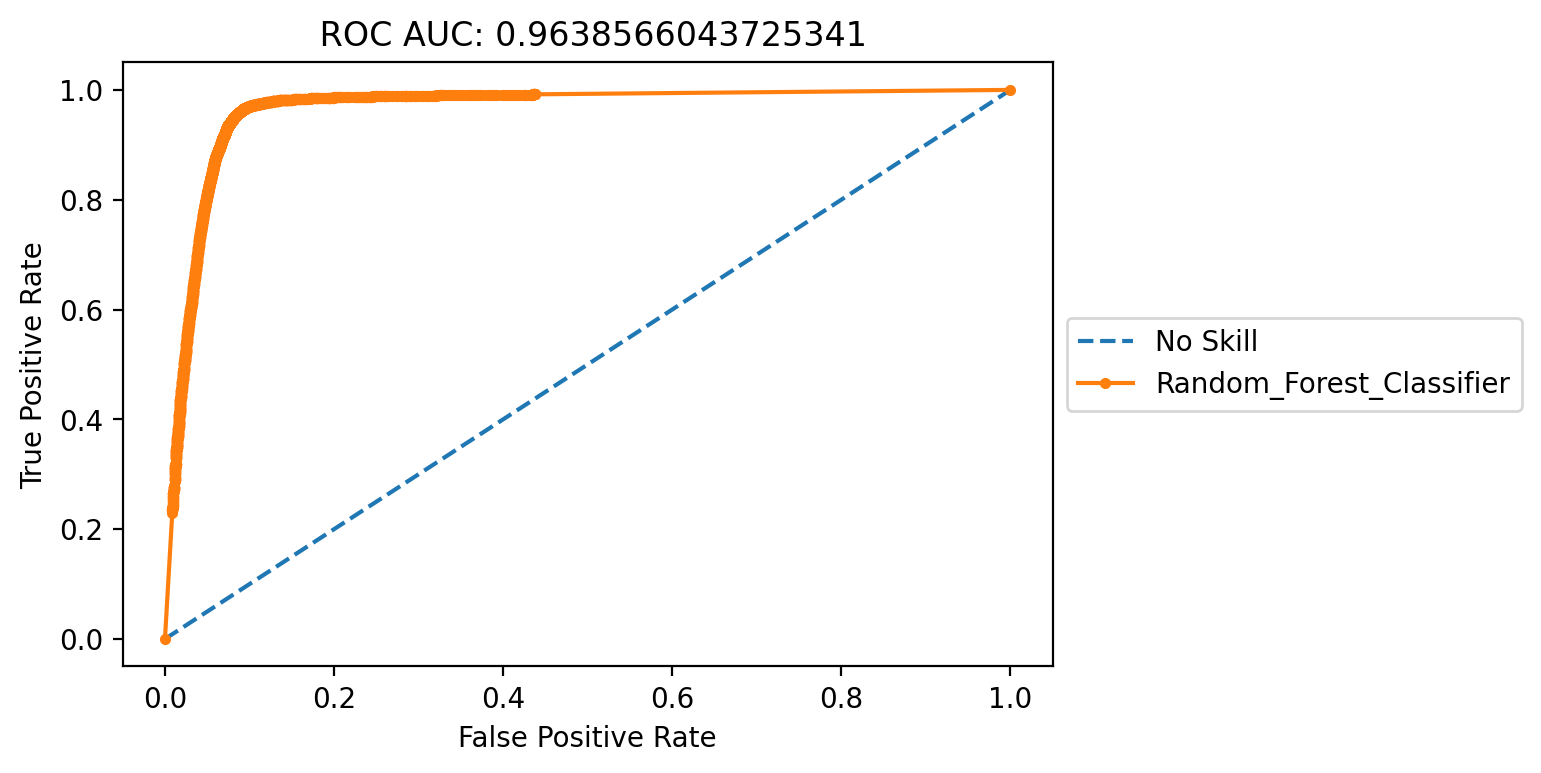 ROC AUC: 0.9638566043725341
1.0
0.8
0.6
0.4
0.2
0.0
True Positive Rate
0.0 0.2 0.4 0.6 0.8 1.0
False Positive Rate
No Skill
Random_Forest_Classifier